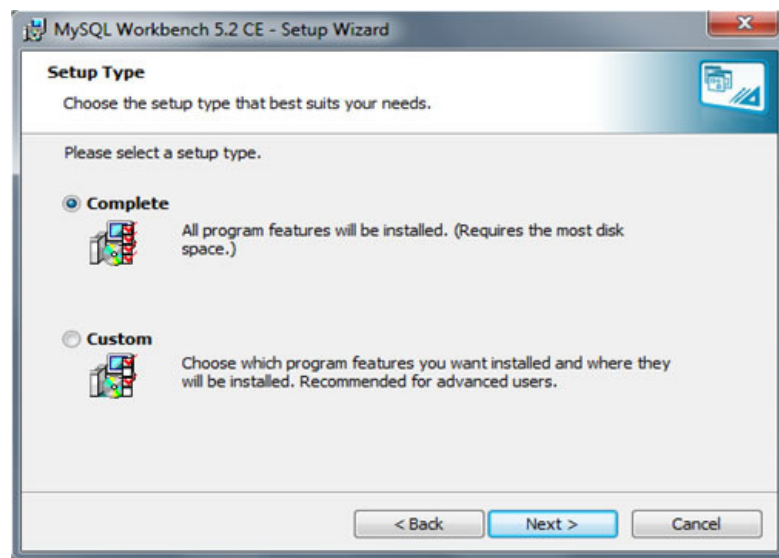 MySQL Workbench 5.2 CE - Setup Wizard
Setup Type
Choose the setup type that best suits your needs.
Please select a setup type.
Complete
All program features will be installed. (Requires the most disk
space.)
Custom
Choose which program features you want installed and where they
will be installed. Recommended for advanced users.
< Back
Next >
Cancel